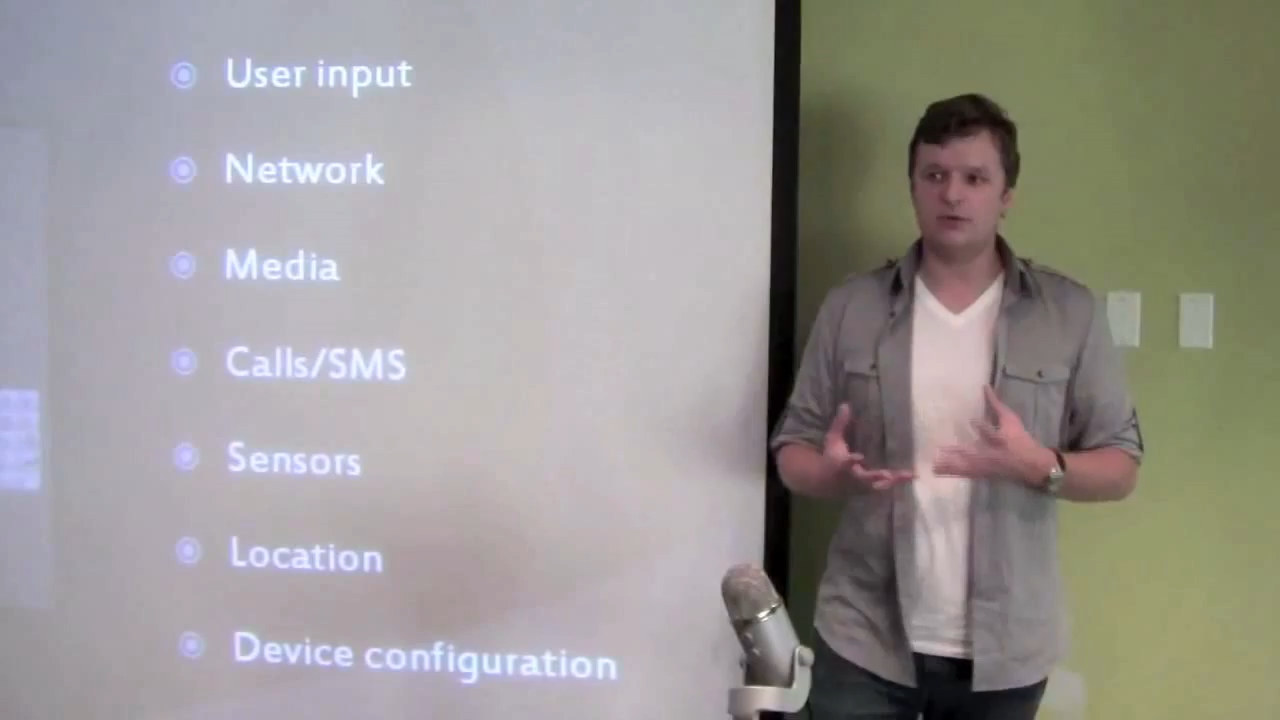 User input
Network
Media
Calls/SMS
Sensors
Location
Device configuration